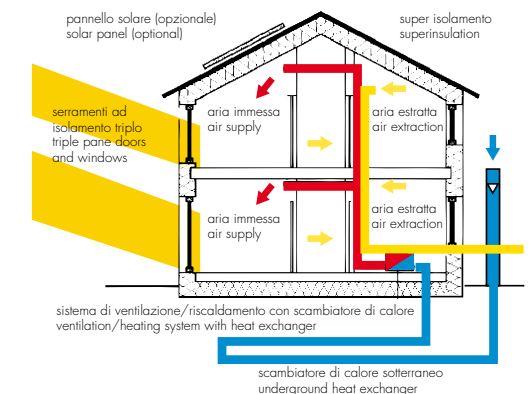 pannello solare (opzionale)
solar panel (optional)
super isolamento
superinsulation
serramenti ad
isolamento triplo
triple pane doors
and windows
aria immessa
air supply
aria estratta
air extraction
aria immessa
air supply
aria estratta
air extraction
sistema di ventilazione/riscaldamento con scambiatore di calore
ventilation/heating system with heat exchanger
scambiatore di calore sotterraneo
underground heat exchanger